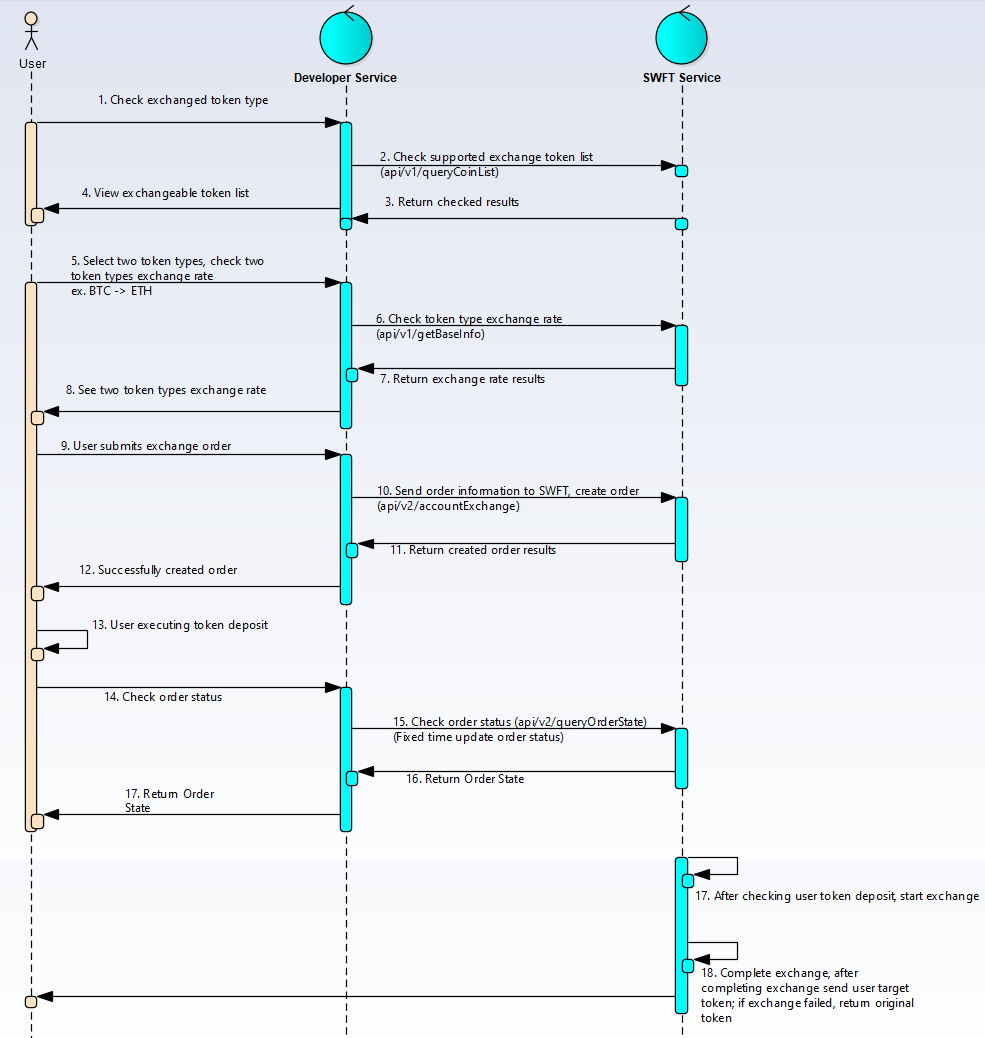 User
Developer Service
SWFT Service
1. Check exchanged token type
2. Check supported exchange token list
(api/v1/queryCoinList)
4. View exchangeable token list
3. Return checked results
5. Select two token types, check two
token types exchange rate
ex. BTC -> ETH
6. Check token type exchange rate
(api/v1/getBaseInfo)
7. Return exchange rate results
8. See two token types exchange rate
9. User submits exchange order
10. Send order information to SWFT, create order
(api/v2/accountExchange)
11. Return created order results
12. Successfully created order
13. User executing token deposit
14. Check order status
15. Check order status (api/v2/queryOrderState)
(Fixed time update order status)
16. Return Order State
17. Return Order
State
17. After checking user token deposit, start exchange
18. Complete exchange, after
completing exchange send user target
token; if exchange failed, return original
token